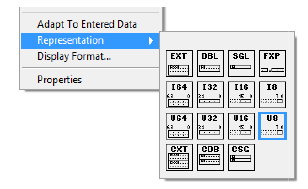 Adapt To Entered Data
Representation
Display Format...
Properties
EXT DBL SGL FXP
I64 I32 I16 I8
U64 U32 U16 U8
CXT CDB CSG